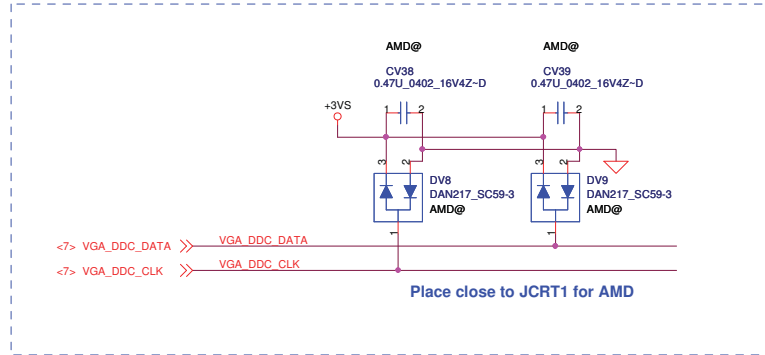 AMD@ AMD@
CV38 CV39
0.47U_0402_16V4Z~D 0.47U_0402_16V4Z~D
+3VS
1 2 1 2
3 2 3 2
DV8 DV9
DAN217_SC59-3 DAN217_SC59-3
AMD@ AMD@
1 1
<7> VGA_DDC_DATA VGA_DDC_DATA
<7> VGA_DDC_CLK VGA_DDC_CLK
Place close to JCRT1 for AMD